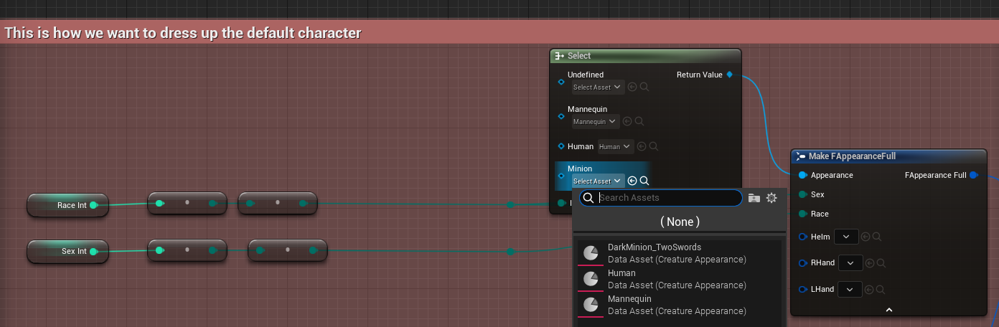 This is how we want to dress up the default character
Select
Undefined
Return Value
Select Asset
Mannequin
Mannequin
Human
Human
Minion
Select Asset
Search Assets
( None )
DarkMinion_TwoSwords
Data Asset (Creature Appearance)
Human
Data Asset (Creature Appearance)
Mannequin
Data Asset (Creature Appearance)
Race Int
Sex Int
Make FAppearanceFull
Appearance
FAppearance Full
Sex
Race
Helm
RHand
LHand